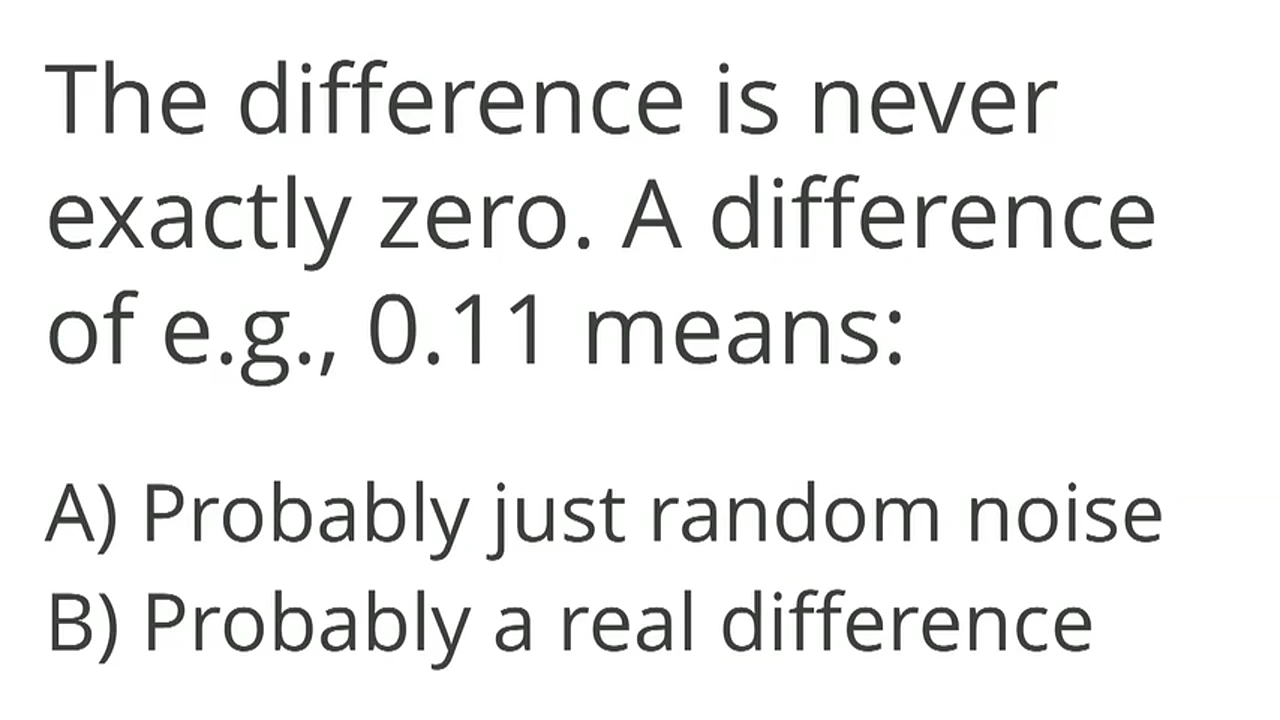 The difference is never
exactly zero. A difference
of e.g., 0.11 means:
A) Probably just random noise
B) Probably a real difference